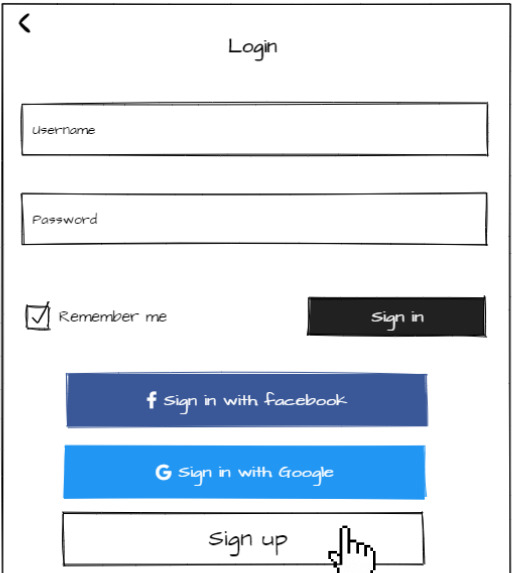 Login
Username
Password
Remember me
Sign in
f Sign in with facebook
G Sign in with Google
Sign up